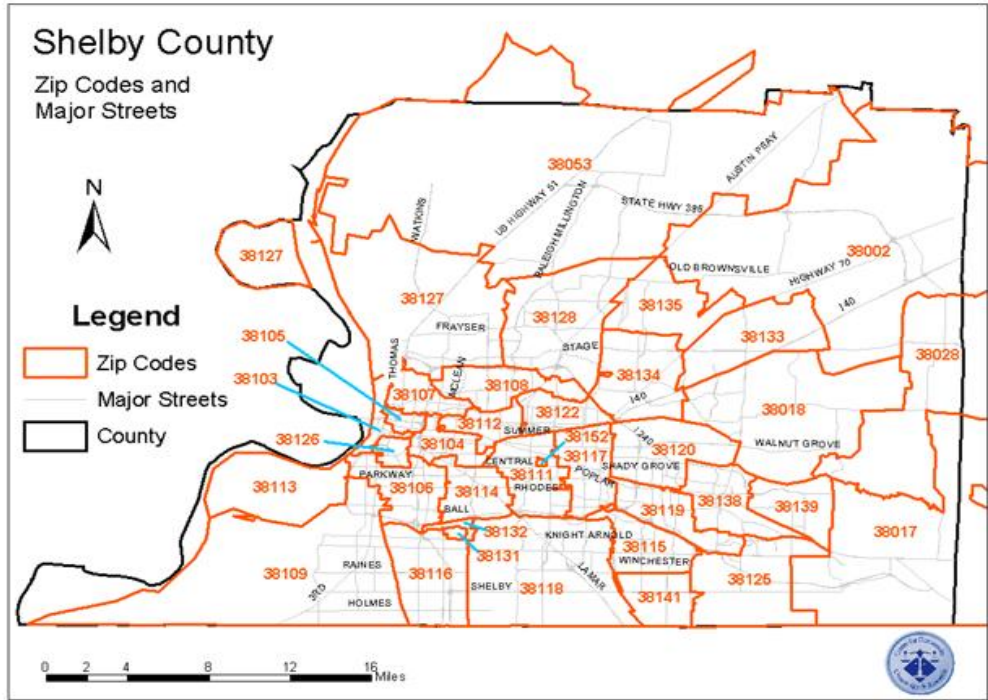 Shelby County
Zip Codes and
Major Streets
N
38053
AUSTIN PEAY
US HIGHWAY 51
RALEIGH MILLINGTON
STATE HWY 385
WATKINS
38127
38002
OLD BROWNSVILLE
HIGHWAY 70
I40
38127
38135
Legend
38128
FRAYSER
38133
38105
Zip Codes
STAGE
38028
THOMAS
MCLEAN
38103
38108
38134
Major Streets
38107
I40
38018
38112
38122
County
38126
SUMMER
38152
I240
38104
38117
38120
WALNUT GROVE
CENTRAL
SHADY GROVE
PARKWAY
38111
POPLAR
38113
38106
38114
RHODES
38138
38139
BALL
38119
38132
KNIGHT ARNOLD
38017
38131
38115
WINCHESTER
RAINES
38109
38116
LAMAR
38125
3RD
SHELBY
38118
HOLMES
38141
0 2 4 8 12 16
Miles